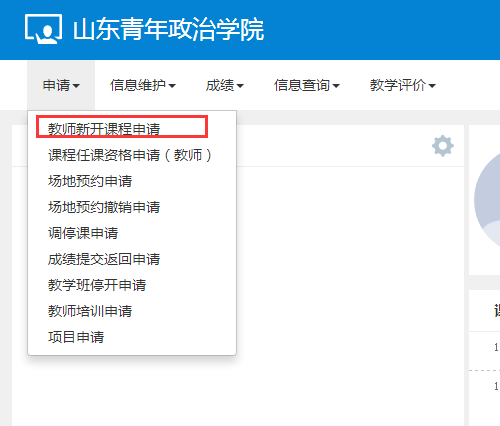 山东青年政治学院
申请 信息维护 成绩 信息查询 教学评价
教师新开课程申请
课程任课资格申请（教师）
场地预约申请
场地预约撤销申请
调停课申请
成绩提交返回申请
教学班停开申请
教师培训申请
项目申请
1
1